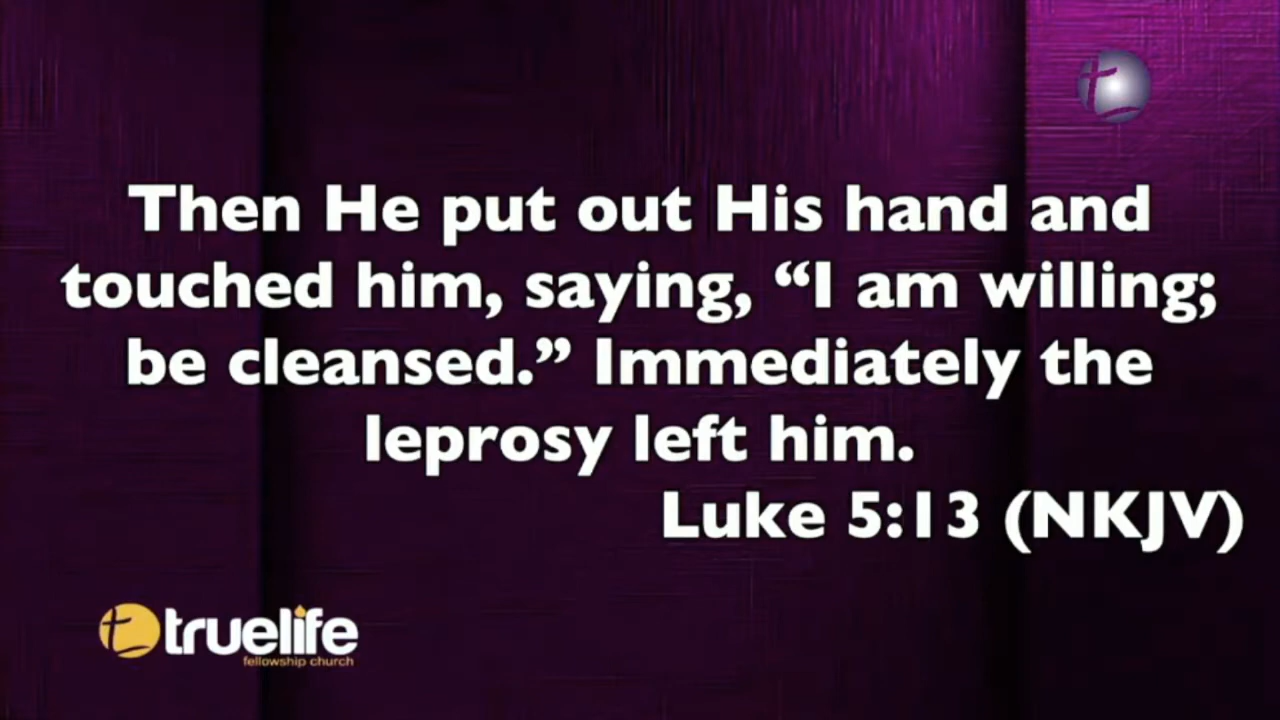 Then He put out His hand and
touched him, saying, “I am willing;
be cleansed.” Immediately the
leprosy left him.
Luke 5:13 (NKJV)
truelife
fellowship church